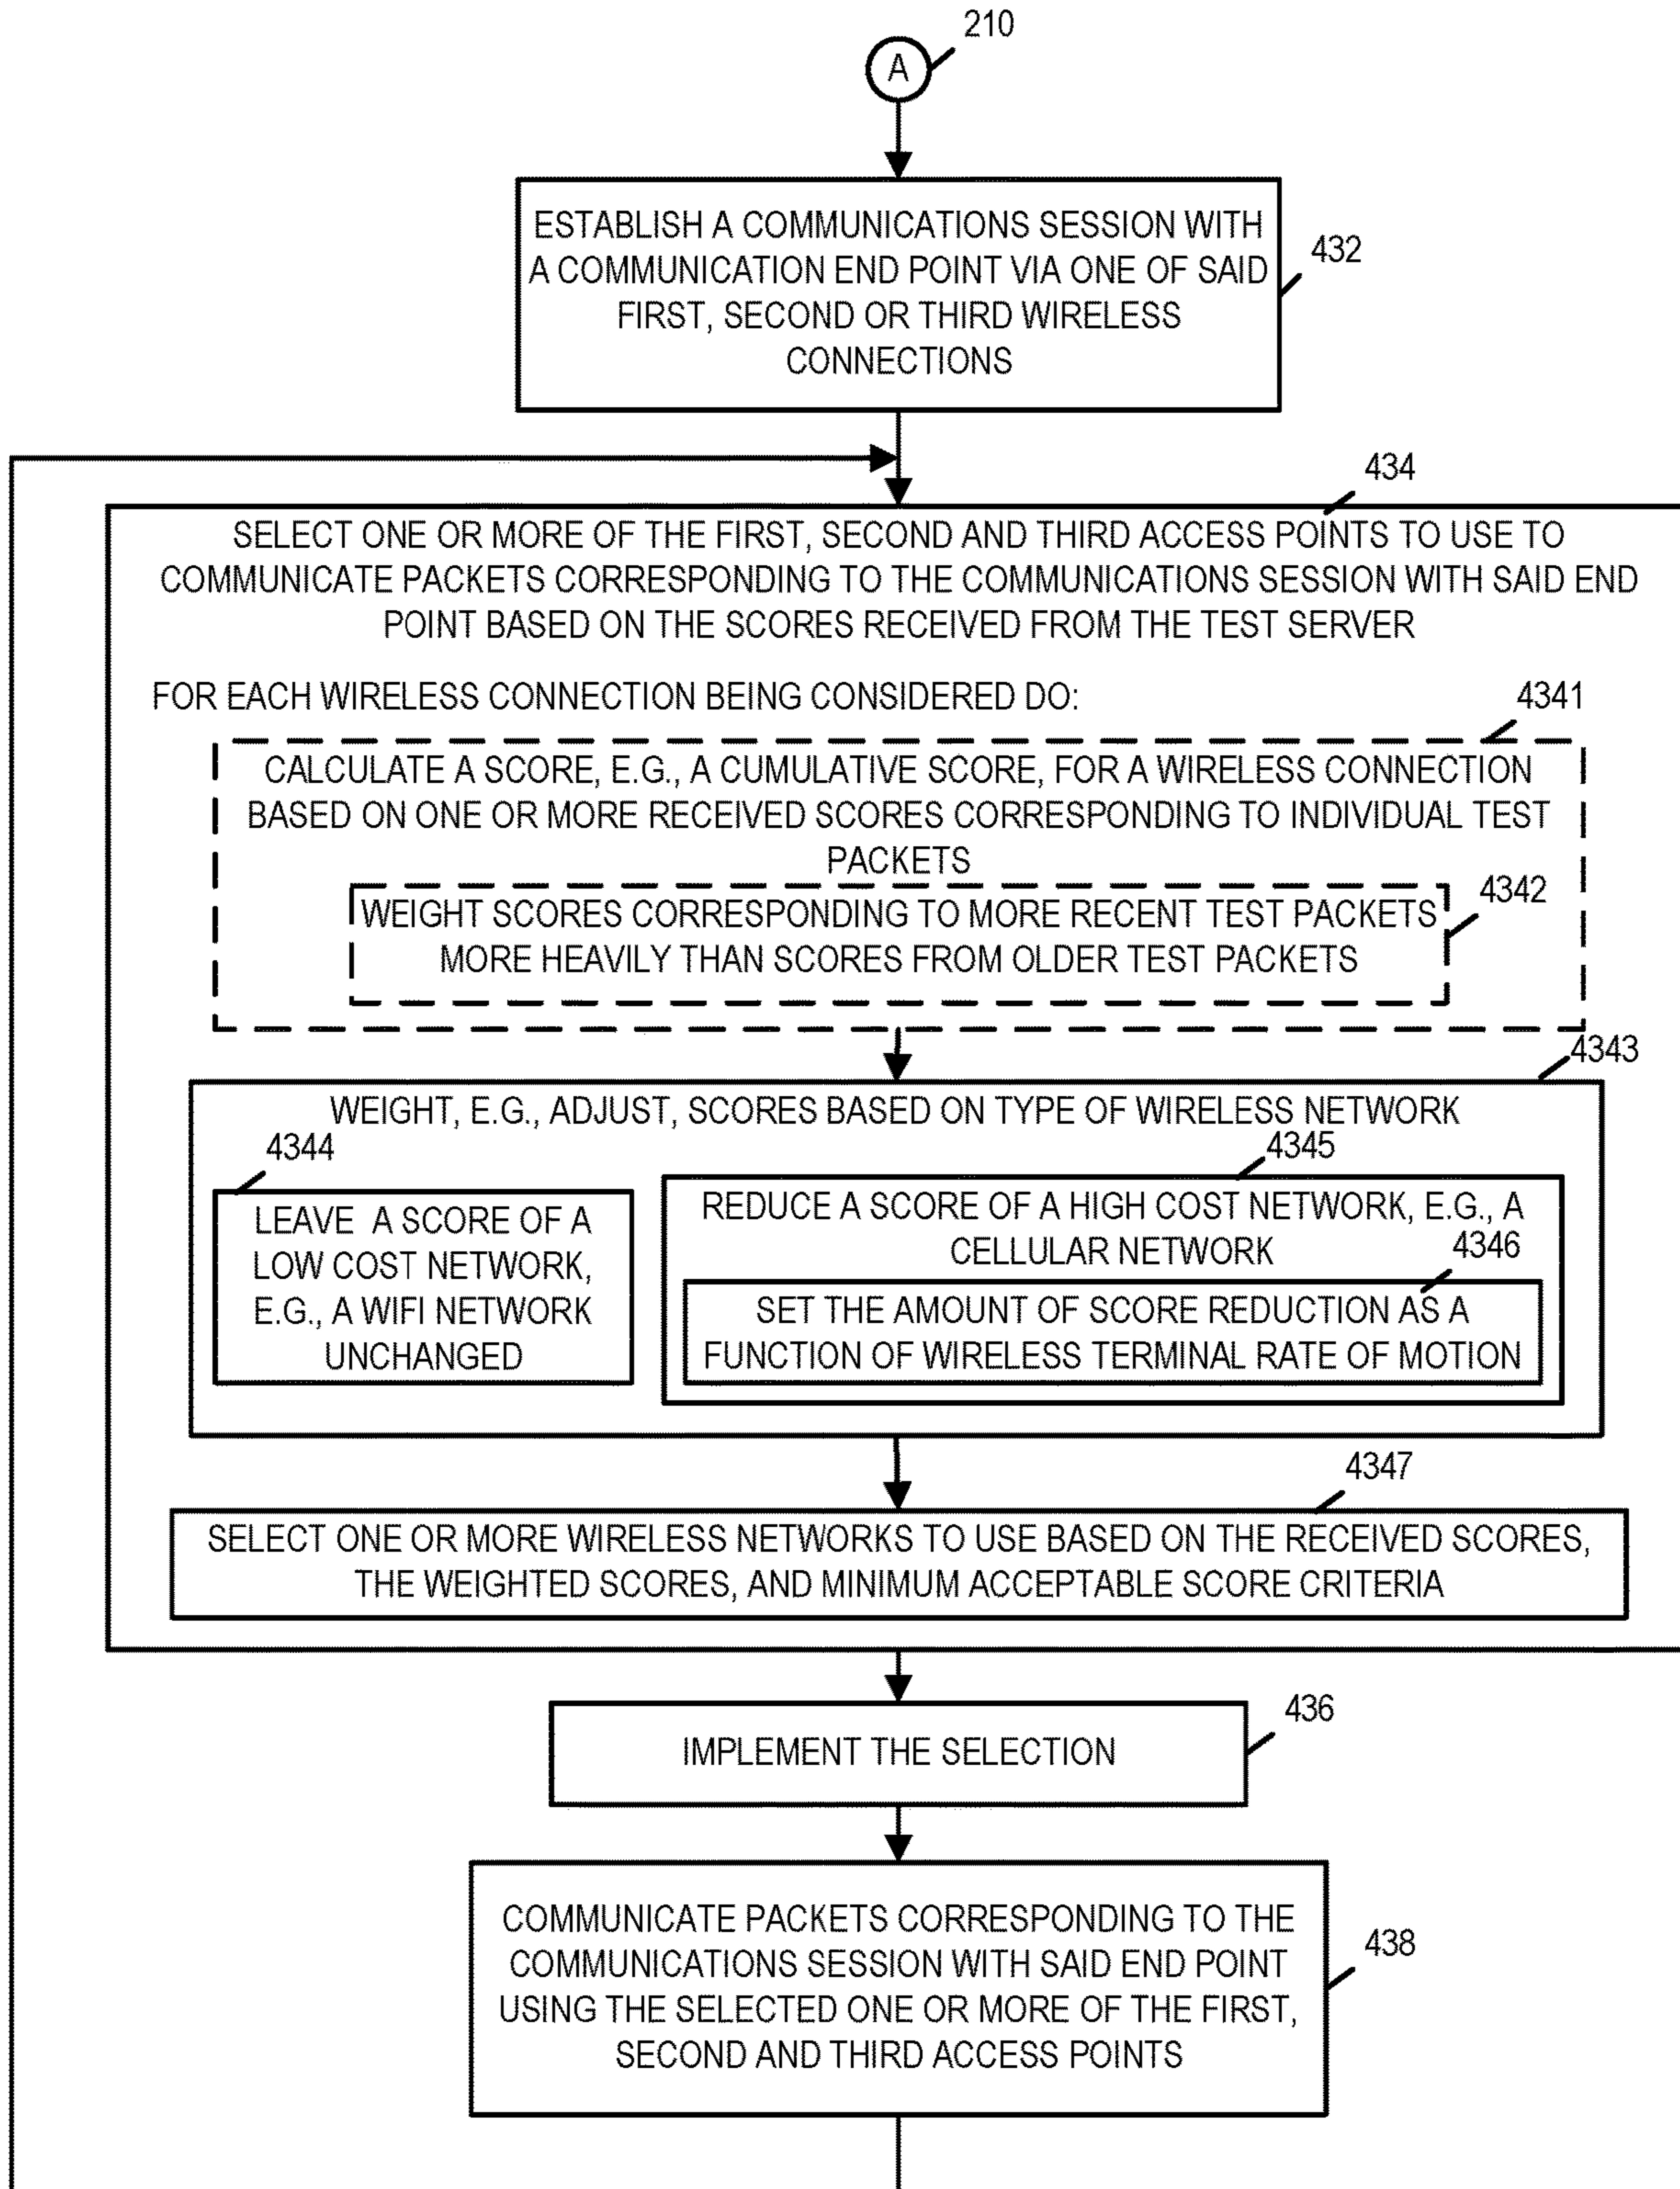 210
A
ESTABLISH A COMMUNICATIONS SESSION WITH
A COMMUNICATION END POINT VIA ONE OF SAID
FIRST, SECOND OR THIRD WIRELESS
CONNECTIONS
432
434
SELECT ONE OR MORE OF THE FIRST, SECOND AND THIRD ACCESS POINTS TO USE TO
COMMUNICATE PACKETS CORRESPONDING TO THE COMMUNICATIONS SESSION WITH SAID END
POINT BASED ON THE SCORES RECEIVED FROM THE TEST SERVER
FOR EACH WIRELESS CONNECTION BEING CONSIDERED DO:
4341
CALCULATE A SCORE, E.G., A CUMULATIVE SCORE, FOR A WIRELESS CONNECTION
BASED ON ONE OR MORE RECEIVED SCORES CORRESPONDING TO INDIVIDUAL TEST
PACKETS
4342
WEIGHT SCORES CORRESPONDING TO MORE RECENT TEST PACKETS
MORE HEAVILY THAN SCORES FROM OLDER TEST PACKETS
4343
WEIGHT, E.G., ADJUST, SCORES BASED ON TYPE OF WIRELESS NETWORK
4344
LEAVE A SCORE OF A
LOW COST NETWORK,
E.G., A WIFI NETWORK
UNCHANGED
4345
REDUCE A SCORE OF A HIGH COST NETWORK, E.G., A
CELLULAR NETWORK
4346
SET THE AMOUNT OF SCORE REDUCTION AS A
FUNCTION OF WIRELESS TERMINAL RATE OF MOTION
4347
SELECT ONE OR MORE WIRELESS NETWORKS TO USE BASED ON THE RECEIVED SCORES,
THE WEIGHTED SCORES, AND MINIMUM ACCEPTABLE SCORE CRITERIA
436
IMPLEMENT THE SELECTION
COMMUNICATE PACKETS CORRESPONDING TO THE
COMMUNICATIONS SESSION WITH SAID END POINT
USING THE SELECTED ONE OR MORE OF THE FIRST,
SECOND AND THIRD ACCESS POINTS
438